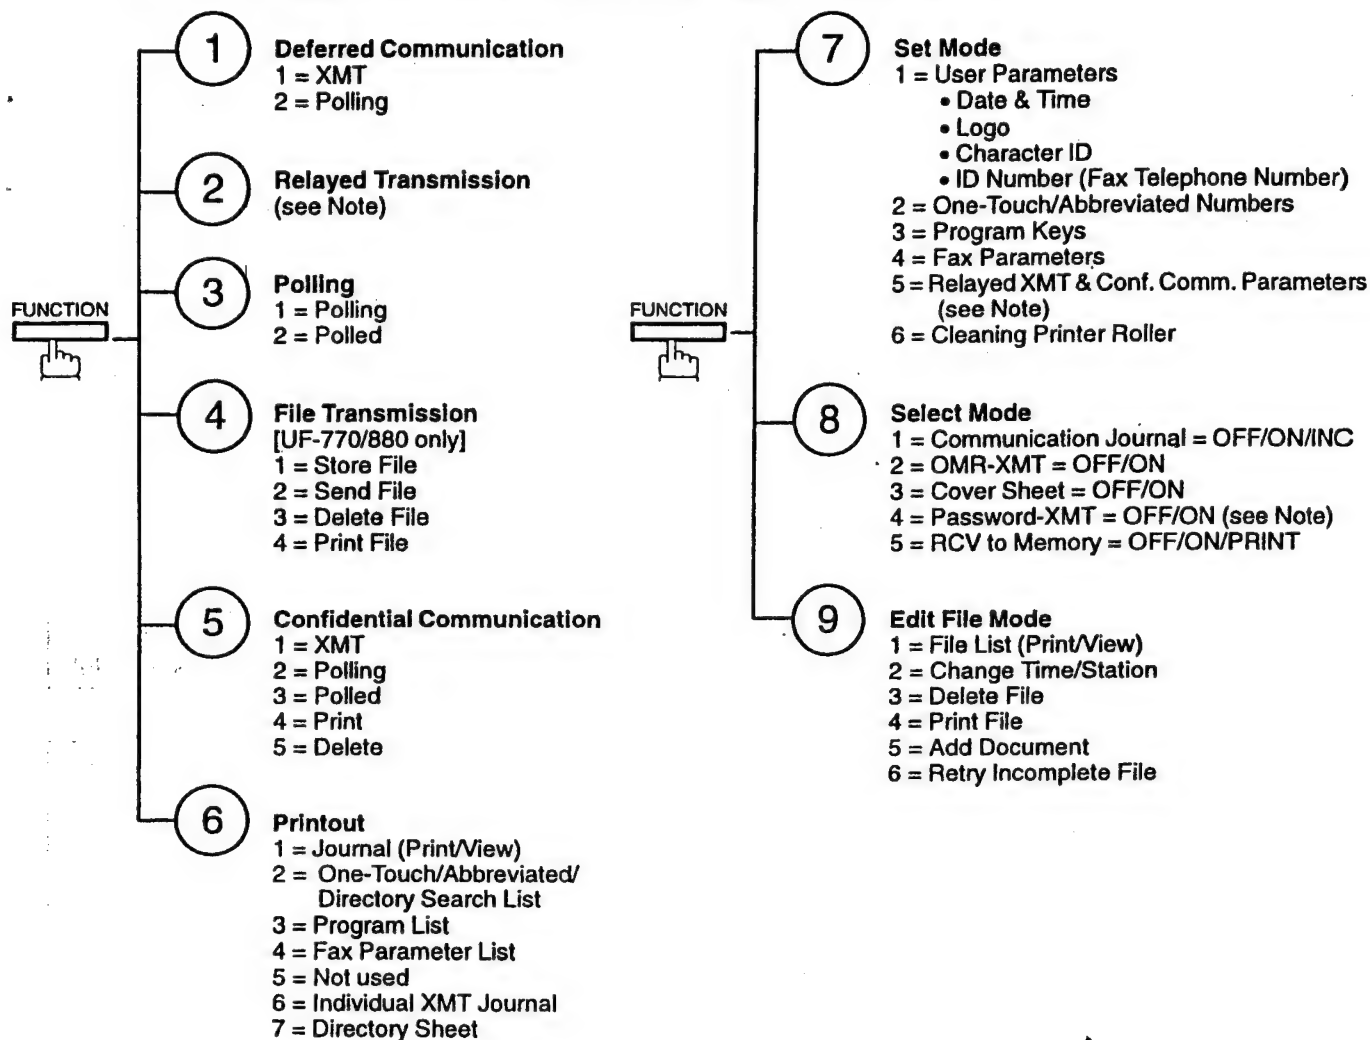 1
Deferred Communication
1 = XMT
2 = Polling
2
Relayed Transmission
(see Note)
3
Polling
1 = Polling
2 = Polled
FUNCTION
4
File Transmission
[UF-770/880 only]
1 = Store File
2 = Send File
3 = Delete File
4 = Print File
5
Confidential Communication
1 = XMT
2 = Polling
3 = Polled
4 = Print
5 = Delete
6
Printout
1 = Journal (Print/View)
2 = One-Touch/Abbreviated/
Directory Search List
3 = Program List
4 = Fax Parameter List
5 = Not used
6 = Individual XMT Journal
7 = Directory Sheet
7
Set Mode
1 = User Parameters
• Date & Time
• Logo
• Character ID
• ID Number (Fax Telephone Number)
2 = One-Touch/Abbreviated Numbers
3 = Program Keys
4 = Fax Parameters
5 = Relayed XMT & Conf. Comm. Parameters
(see Note)
6 = Cleaning Printer Roller
FUNCTION
8
Select Mode
1 = Communication Journal = OFF/ON/INC
2 = OMR-XMT = OFF/ON
3 = Cover Sheet = OFF/ON
4 = Password-XMT = OFF/ON (see Note)
5 = RCV to Memory = OFF/ON/PRINT
9
Edit File Mode
1 = File List (Print/View)
2 = Change Time/Station
3 = Delete File
4 = Print File
5 = Add Document
6 = Retry Incomplete File